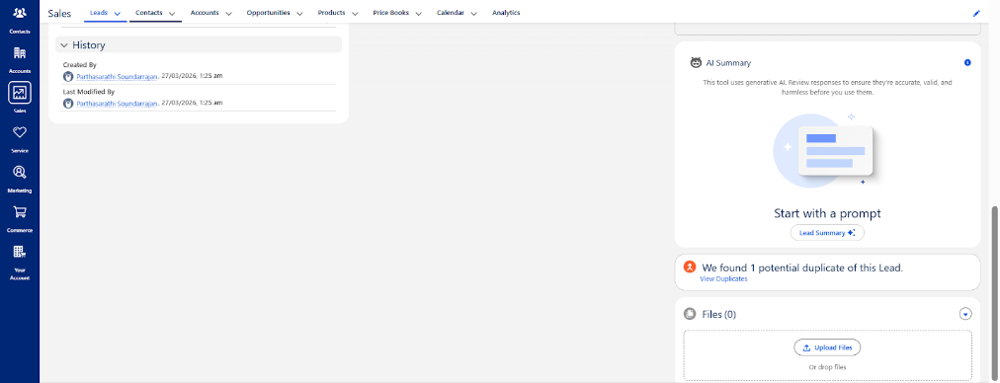 Sales
Leads
Contacts
Accounts
Opportunities
Products
Price Books
Calendar
Analytics
Contacts
Accounts
Sales
Service
Marketing
Commerce
Your
Account
History
Created By
Parthasarathi Soundarrajan, 27/03/2026, 1:25 am
Last Modified By
Parthasarathi Soundarrajan, 27/03/2026, 1:25 am
AI Summary
This tool uses generative AI. Review responses to ensure they're accurate, valid, and
harmless before you use them.
Start with a prompt
Lead Summary
We found 1 potential duplicate of this Lead.
View Duplicates
Files (0)
Upload Files
Or drop files